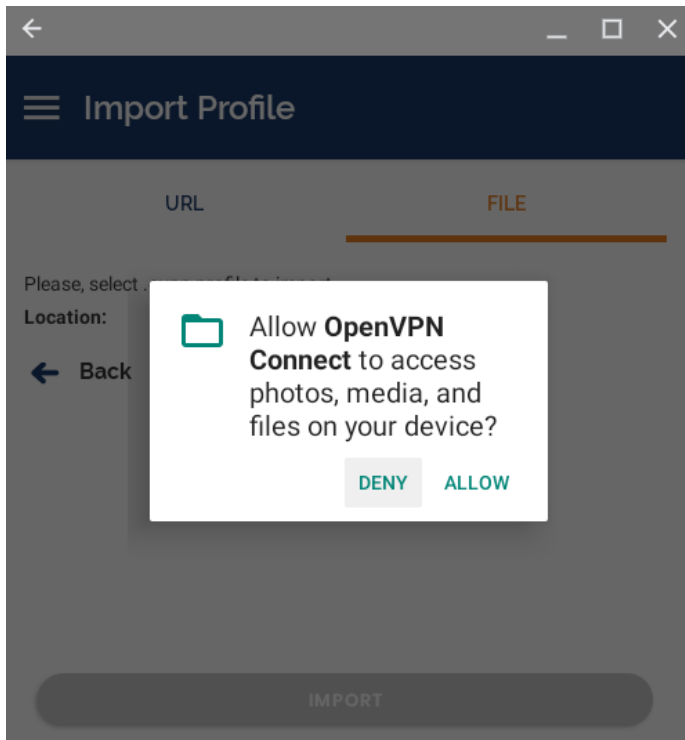 Import Profile
URL
FILE
Please, select
Location:
Back
Allow OpenVPN
Connect to access
photos, media, and
files on your device?
DENY
ALLOW
IMPORT